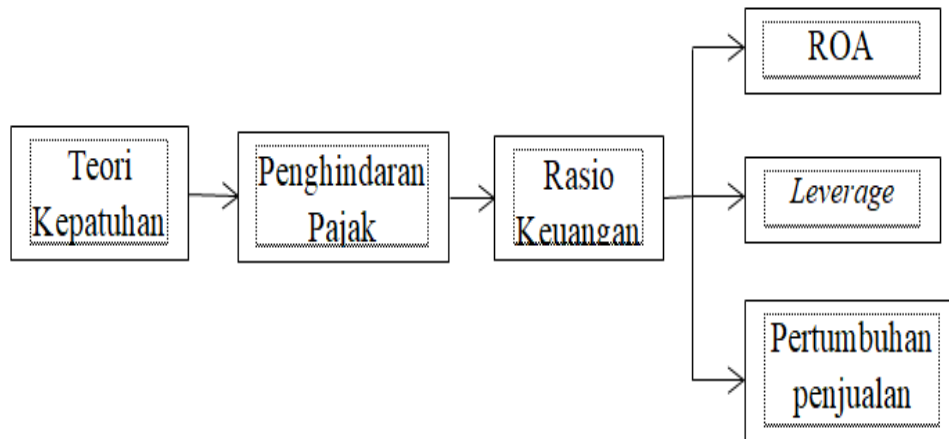 Teori
Kepatuhan
Penghindaran
Pajak
Rasio
Keuangan
ROA
Leverage
Pertumbuhan
penjualan